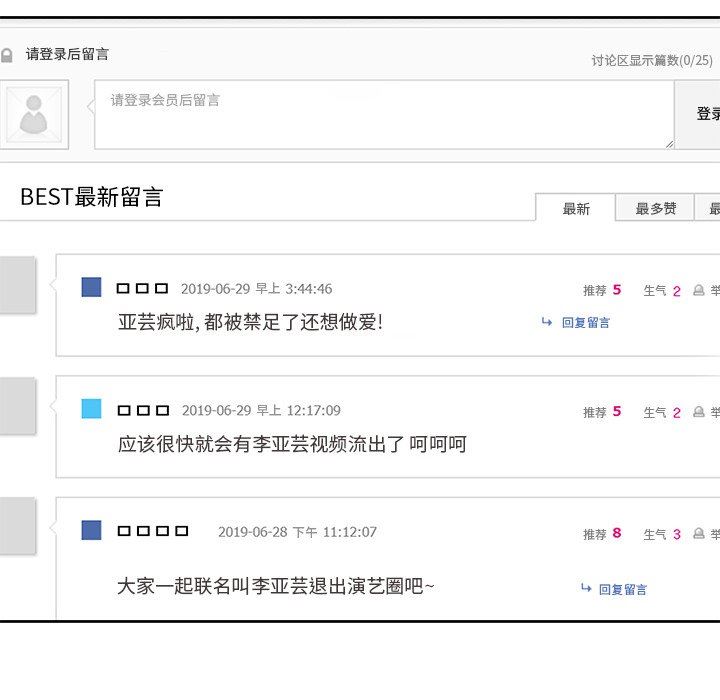 请登录后留言
讨论区显示篇数(0/25)
请登录会员后留言
登录
BEST最新留言
最新
最多赞
最
□□□ 2019-06-29 早上 3:44:46
推荐 5 生气 2 举
亚芸疯啦, 都被禁足了还想做爱!
回复留言
□□□ 2019-06-29 早上 12:17:09
推荐 5 生气 2 举
应该很快就会有李亚芸视频流出了 呵呵呵
□□□□ 2019-06-28 下午 11:12:07
推荐 8 生气 3 举
大家一起联名叫李亚芸退出演艺圈吧~
回复留言